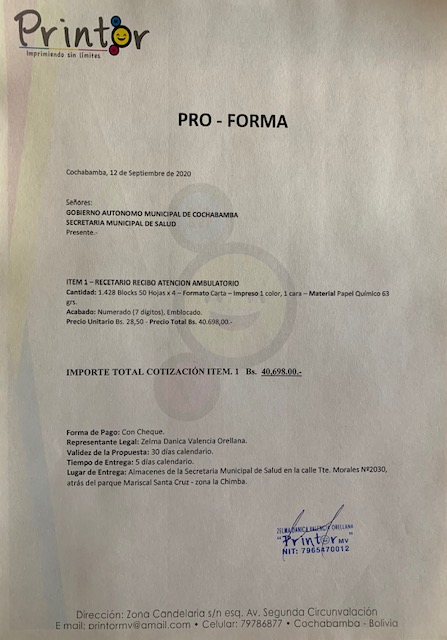 Printor
Imprimiendo sin límites
PRO - FORMA
Cochabamba, 12 de Septiembre de 2020
Señores:
GOBIERNO AUTONOMO MUNICIPAL DE COCHABAMBA
SECRETARIA MUNICIPAL DE SALUD
Presente.-
ITEM 1 – RECETARIO RECIBO ATENCION AMBULATORIO
Cantidad: 1.428 Blocks 50 Hojas x 4 – Formato Carta – Impreso 1 color, 1 cara – Material Papel Químico 63
grs.
Acabado: Numerado (7 dígitos), Emblocado.
Precio Unitario Bs. 28,50 - Precio Total Bs. 40.698,00.-
IMPORTE TOTAL COTIZACIÓN ITEM. 1 Bs. 40,698.00.-
Forma de Pago: Con Cheque.
Representante Legal: Zelma Danica Valencia Orellana.
Validez de la Propuesta: 30 días calendario.
Tiempo de Entrega: 5 días calendario.
Lugar de Entrega: Almacenes de la Secretaria Municipal de Salud en la calle Tte. Morales Nº2030,
atrás del parque Mariscal Santa Cruz - zona la Chimba.
ZELMA DANICA VALENCIA ORELLANA
"Printor MV"
NIT: 7965470012
Dirección: Zona Candelaria s/n esq. Av. Segunda Circunvalación
E mail: printormv@gmail.com • Celular: 79786877 • Cochabamba - Bolivia